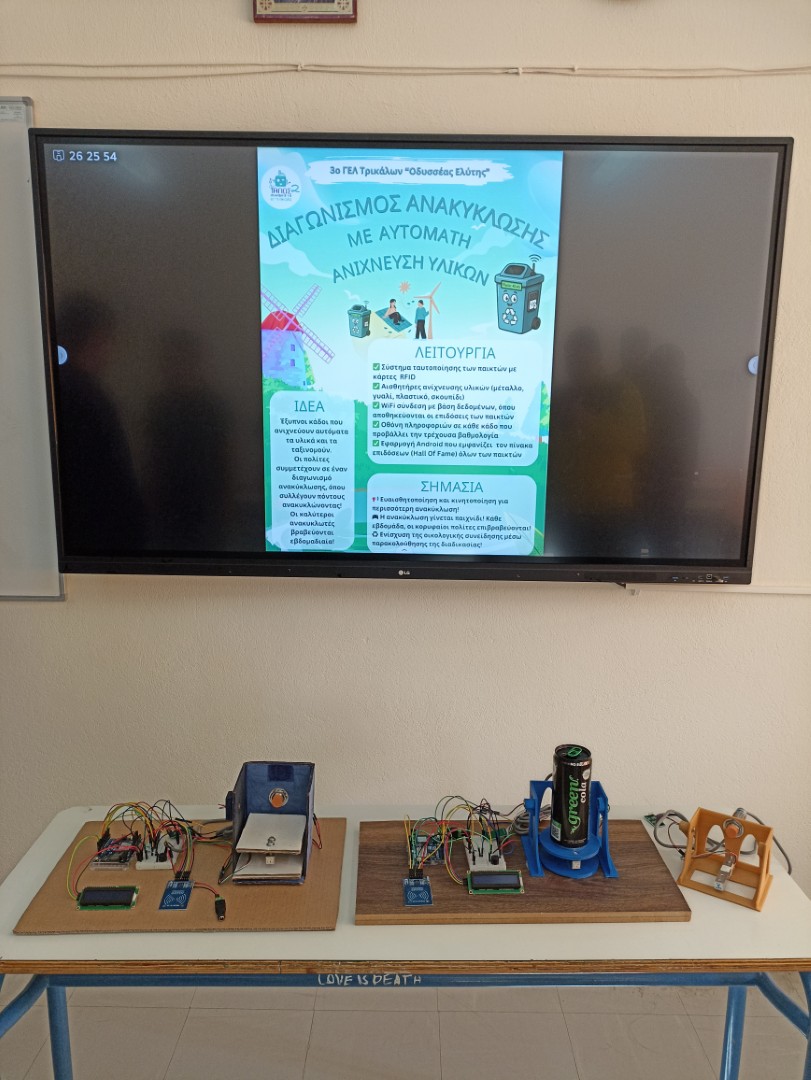 26 25 54
3ο ΓΕΛ Τρικάλων “Οδυσσέας Ελύτης”
ΔΙΑΓΩΝΙΣΜΟΣ ΑΝΑΚΥΚΛΩΣΗΣ
ΜΕ ΑΥΤΟΜΑΤΗ
ΑΝΙΧΝΕΥΣΗ ΥΛΙΚΩΝ
ΙΔΕΑ
Έξυπνοι κάδοι που
ανιχνεύουν αυτόματα
τα υλικά και τα
ταξινομούν.
Οι πολίτες
συμμετέχουν σε έναν
διαγωνισμό
ανακύκλωσης, όπου
συλλέγουν πόντους
ανακυκλώνοντας!
Οι καλύτεροι
ανακυκλωτές
βραβεύονται
εβδομαδιαία!
ΛΕΙΤΟΥΡΓΙΑ
✅ Σύστημα ταυτοποίησης των παικτών με
κάρτες RFID
✅ Αισθητήρες ανίχνευσης υλικών (μέταλλο,
γυαλί, πλαστικό, σκουπίδι)
✅ WiFi σύνδεση με βάση δεδομένων, όπου
αποθηκεύονται οι επιδόσεις των παικτών
✅ Οθόνη πληροφοριών σε κάθε κάδο που
προβάλλει την τρέχουσα βαθμολογία
✅ Εφαρμογή Android που εμφανίζει τον πίνακα
επιδόσεων (Hall Of Fame) όλων των παικτών
ΣΗΜΑΣΙΑ
Ευαισθητοποίηση και κινητοποίηση για
περισσότερη ανακύκλωση!
🎮 Η ανακύκλωση γίνεται παιχνίδι! Κάθε
εβδομάδα, οι κορυφαίοι πολίτες επιβραβεύονται!
♻ Ενίσχυση της οικολογικής συνείδησης μέσω
παρακολούθησης της διαδικασίας!
LG
green
cola
LOVE IS DEATH